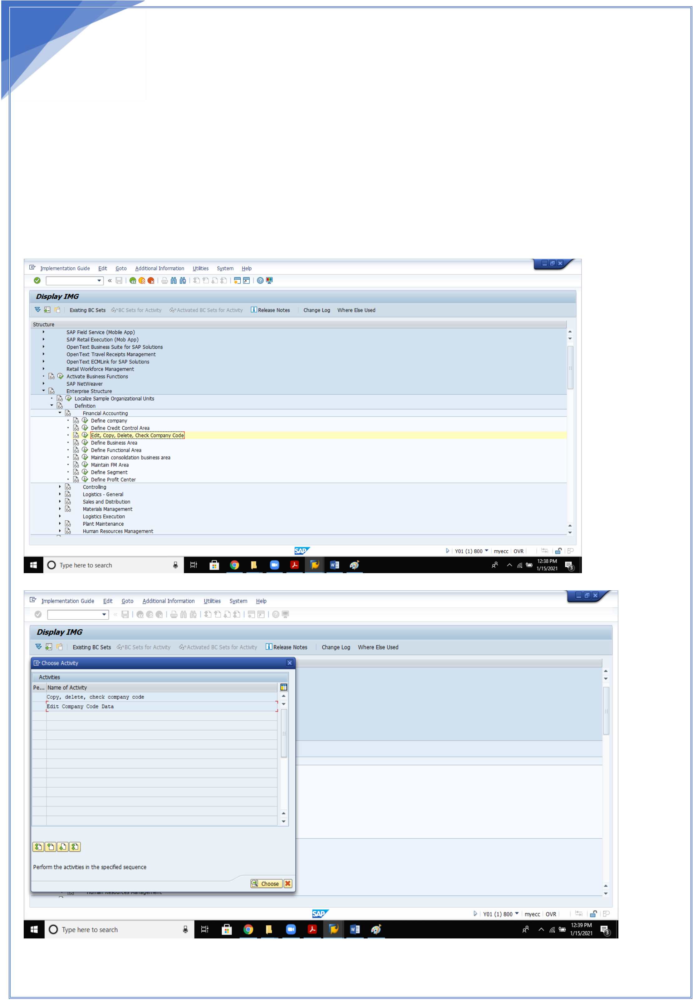 Implementation Guide Edit Goto Additional Information Utilities System Help
Display IMG
Existing BC Sets BC Sets for Activity Activated BC Sets for Activity Release Notes Change Log Where Else Used
Structure
SAP Field Service (Mobile App)
SAP Retail Execution (Mob App)
OpenText Business Suite for SAP Solutions
OpenText Travel Receipts Management
OpenText ECMLink for SAP Solutions
Retail Workforce Management
Activate Business Functions
SAP NetWeaver
Enterprise Structure
Localize Sample Organizational Units
Definition
Financial Accounting
Define company
Define Credit Control Area
Edit, Copy, Delete, Check Company Code
Define Business Area
Define Functional Area
Maintain consolidation business area
Maintain FM Area
Define Segment
Define Profit Center
Controlling
Logistics - General
Sales and Distribution
Materials Management
Logistics Execution
Plant Maintenance
Human Resources Management
SAP Y01 (1) 800 myecc OVR
Type here to search 12:38 PM
1/15/2021 3
Implementation Guide Edit Goto Additional Information Utilities System Help
Display IMG
Existing BC Sets BC Sets for Activity Activated BC Sets for Activity Release Notes Change Log Where Else Used
Choose Activity
Activities
Pe... Name of Activity
Copy, delete, check company code
Edit Company Code Data
Perform the activities in the specified sequence
Choose
Human Resources Management
SAP Y01 (1) 800 myecc OVR
Type here to search 12:39 PM
1/15/2021 3